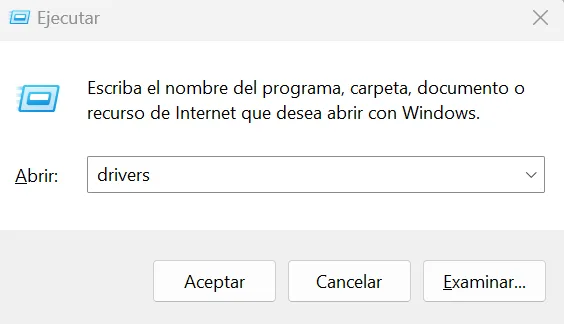 Ejecutar
Escriba el nombre del programa, carpeta, documento o
recurso de Internet que desea abrir con Windows.
Abrir: drivers
Aceptar Cancelar Examinar...